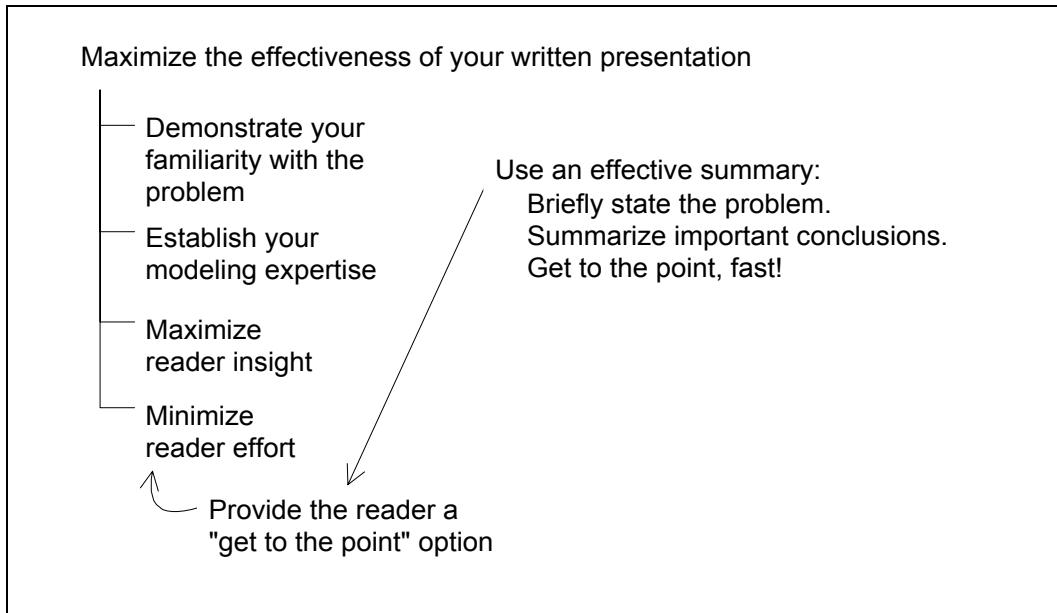 Maximize the effectiveness of your written presentation
Demonstrate your
familiarity with the
problem
Establish your
modeling expertise
Maximize
reader insight
Minimize
reader effort
Use an effective summary:
Briefly state the problem.
Summarize important conclusions.
Get to the point, fast!
Provide the reader a
"get to the point" option